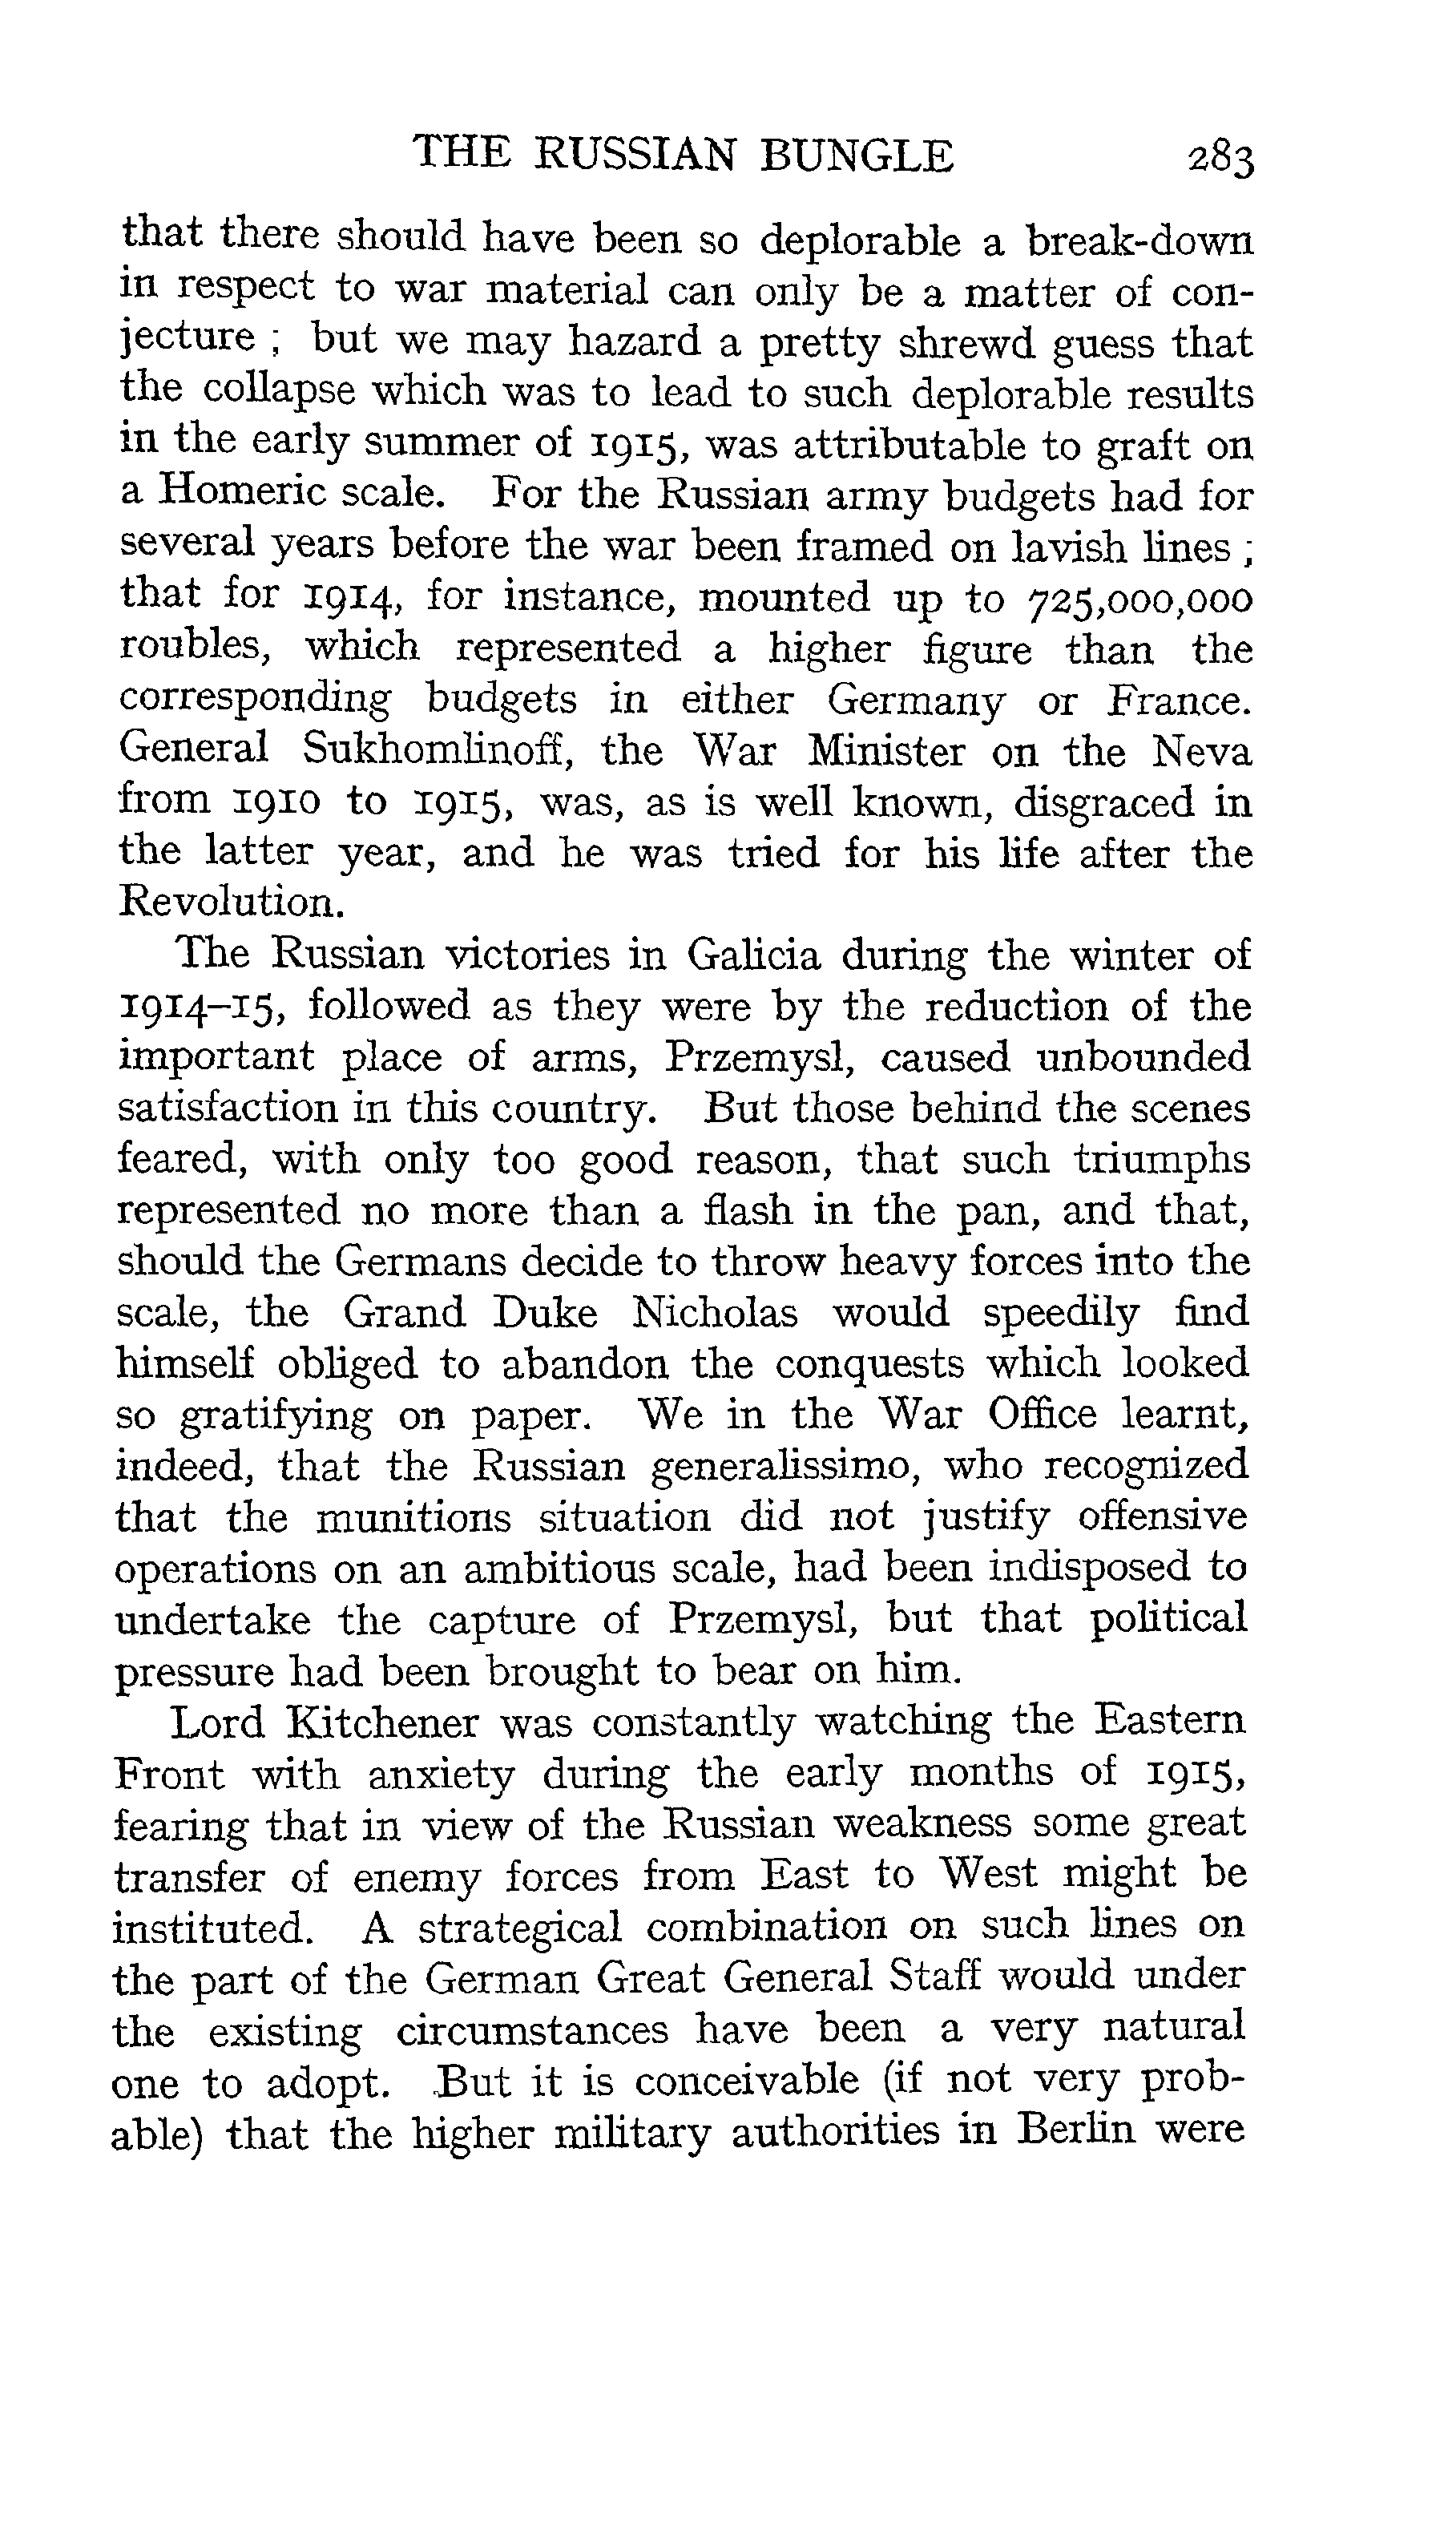 THE RUSSIAN BUNGLE 283
that there should have been so deplorable a break-down
in respect to war material can only be a matter of con-
jecture ; but we may hazard a pretty shrewd guess that
the collapse which was to lead to such deplorable results
in the early summer of 1915, was attributable to graft on
a Homeric scale. For the Russian army budgets had for
several years before the war been framed on lavish lines ;
that for 1914, for instance, mounted up to 725,000,000
roubles, which represented a higher figure than the
corresponding budgets in either Germany or France.
General Sukhomlinoff, the War Minister on the Neva
from 1910 to 1915, was, as is well known, disgraced in
the latter year, and he was tried for his life after the
Revolution.
The Russian victories in Galicia during the winter of
1914–15, followed as they were by the reduction of the
important place of arms, Przemysl, caused unbounded
satisfaction in this country. But those behind the scenes
feared, with only too good reason, that such triumphs
represented no more than a flash in the pan, and that,
should the Germans decide to throw heavy forces into the
scale, the Grand Duke Nicholas would speedily find
himself obliged to abandon the conquests which looked
so gratifying on paper. We in the War Office learnt,
indeed, that the Russian generalissimo, who recognized
that the munitions situation did not justify offensive
operations on an ambitious scale, had been indisposed to
undertake the capture of Przemysl, but that political
pressure had been brought to bear on him.
Lord Kitchener was constantly watching the Eastern
Front with anxiety during the early months of 1915,
fearing that in view of the Russian weakness some great
transfer of enemy forces from East to West might be
instituted. A strategical combination on such lines on
the part of the German Great General Staff would under
the existing circumstances have been a very natural
one to adopt. But it is conceivable (if not very prob-
able) that the higher military authorities in Berlin were